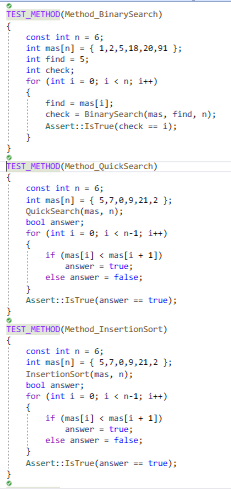 TEST_METHOD(Method_BinarySearch)
{
const int n = 6;
int mas[n] = { 1,2,5,18,20,91 };
int find = 5;
int check;
for (int i = 0; i < n; i++)
{
find = mas[i];
check = BinarySearch(mas, find, n);
Assert::IsTrue(check == i);
}
}
TEST_METHOD(Method_QuickSearch)
{
const int n = 6;
int mas[n] = { 5,7,0,9,21,2 };
QuickSearch(mas, n);
bool answer;
for (int i = 0; i < n-1; i++)
{
if (mas[i] < mas[i + 1])
answer = true;
else answer = false;
}
Assert::IsTrue(answer == true);
}
TEST_METHOD(Method_InsertionSort)
{
const int n = 6;
int mas[n] = { 5,7,0,9,21,2 };
InsertionSort(mas, n);
bool answer;
for (int i = 0; i < n-1; i++)
{
if (mas[i] < mas[i + 1])
answer = true;
else answer = false;
}
Assert::IsTrue(answer == true);
}